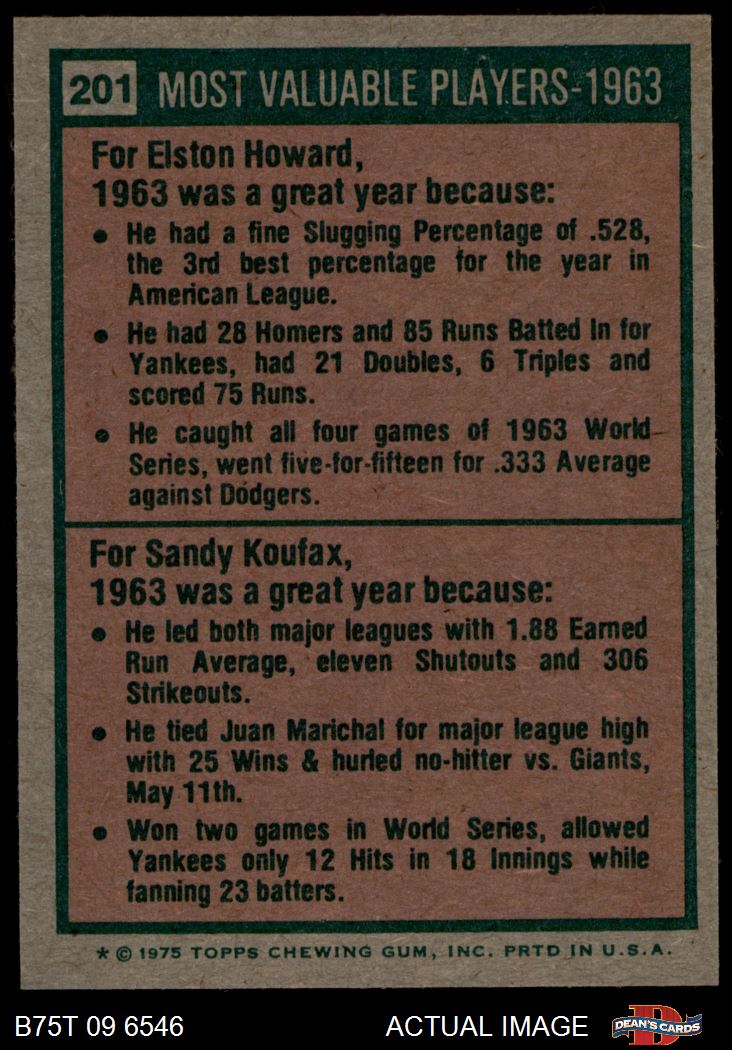 201 MOST VALUABLE PLAYERS-1963
For Elston Howard,
1963 was a great year because:
• He had a fine Slugging Percentage of .528,
the 3rd best percentage for the year in
American League.
• He had 28 Homers and 85 Runs Batted In for
Yankees, had 21 Doubles, 6 Triples and
scored 75 Runs.
• He caught all four games of 1963 World
Series, went five-for-fifteen for .333 Average
against Dodgers.
For Sandy Koufax,
1963 was a great year because:
• He led both major leagues with 1.88 Earned
Run Average, eleven Shutouts and 306
Strikeouts.
• He tied Juan Marichal for major league high
with 25 Wins & hurled no-hitter vs. Giants,
May 11th.
• Won two games in World Series, allowed
Yankees only 12 Hits in 18 Innings while
fanning 23 batters.
* © 1975 TOPPS CHEWING GUM, INC. PRTD IN U.S.A.
B75T 09 6546 ACTUAL IMAGE D DEAN'S CARDS